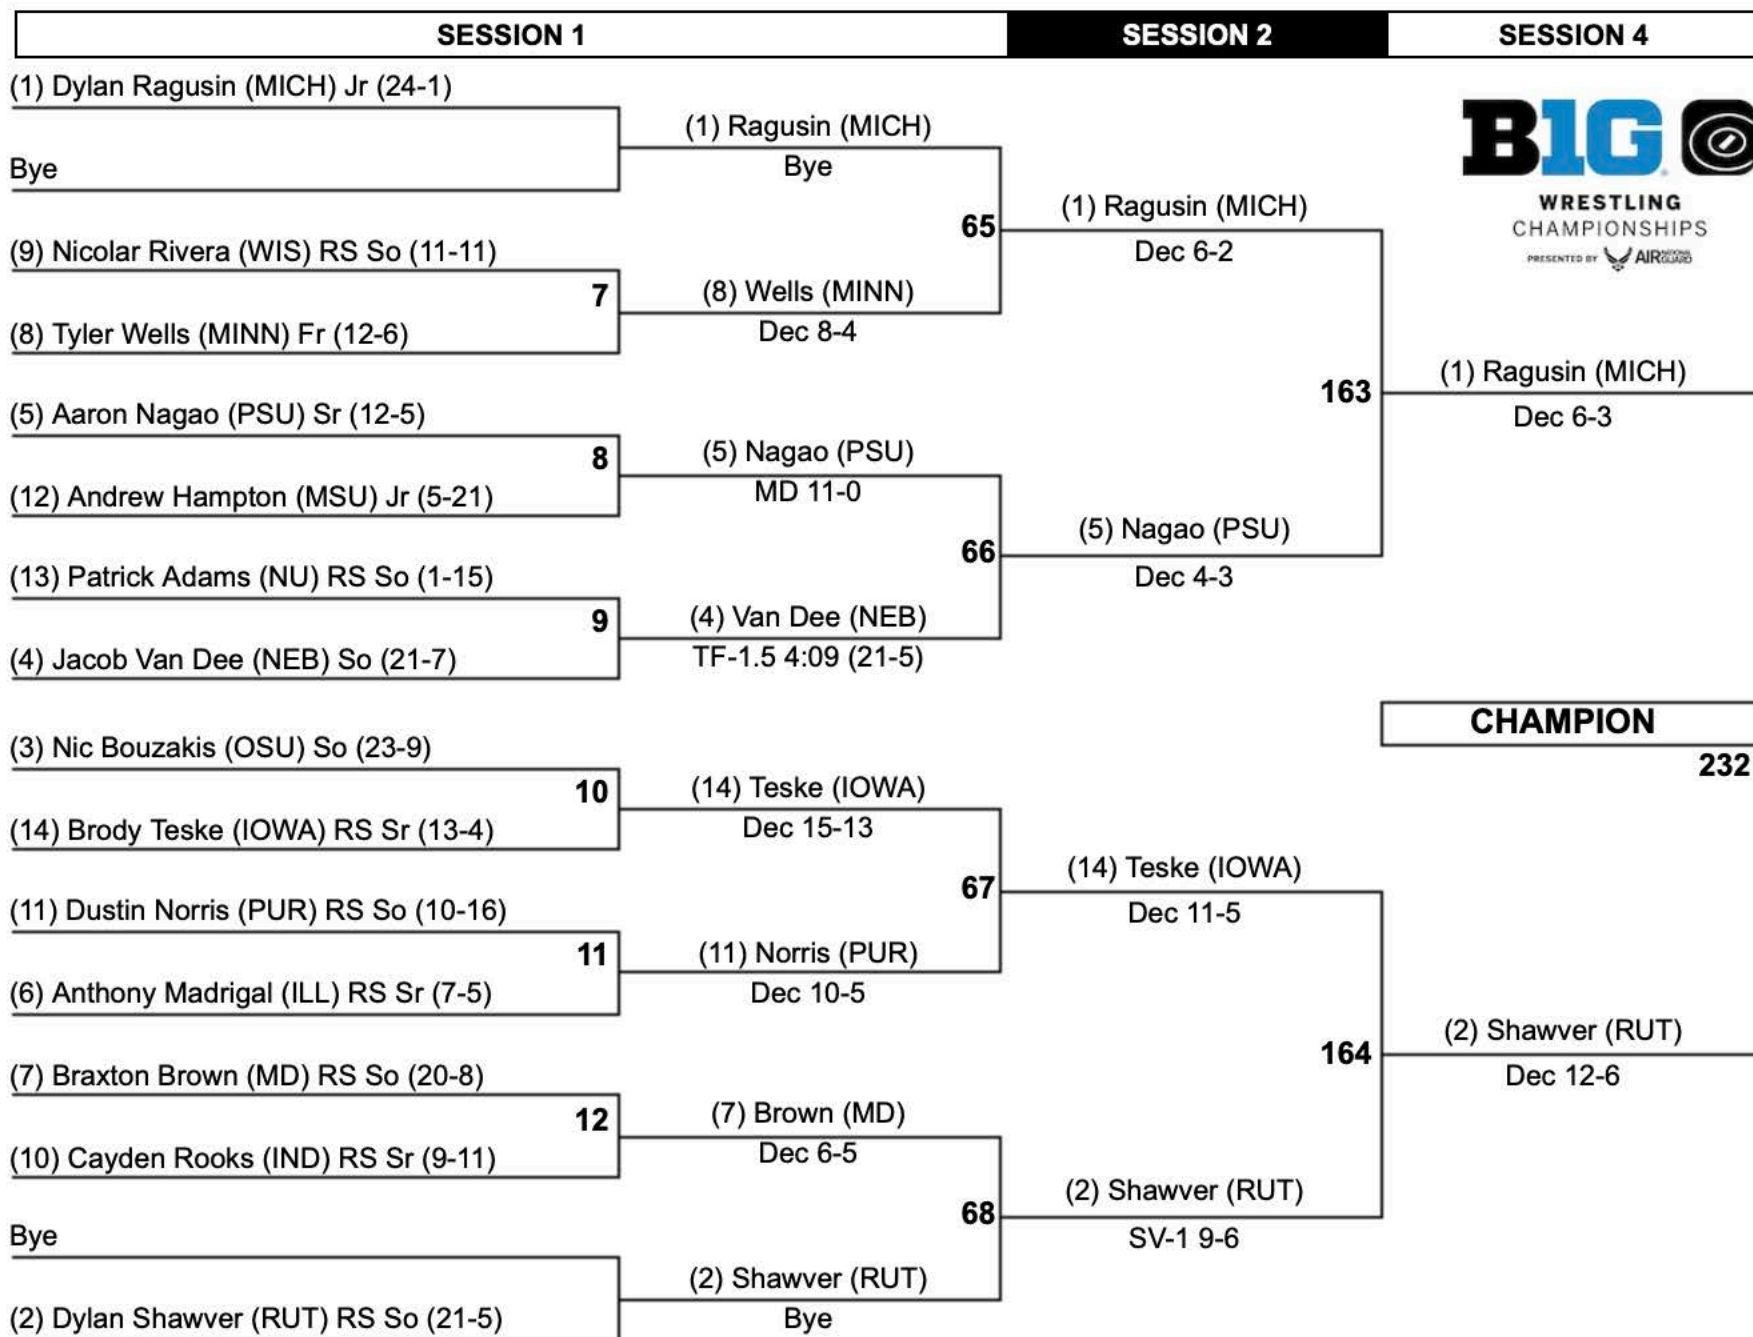 SESSION 1
SESSION 2
SESSION 4
(1) Dylan Ragusin (MICH) Jr (24-1)
Bye
(9) Nicolar Rivera (WIS) RS So (11-11)
7
(8) Tyler Wells (MINN) Fr (12-6)
(5) Aaron Nagao (PSU) Sr (12-5)
8
(12) Andrew Hampton (MSU) Jr (5-21)
(13) Patrick Adams (NU) RS So (1-15)
9
(4) Jacob Van Dee (NEB) So (21-7)
(3) Nic Bouzakis (OSU) So (23-9)
10
(14) Brody Teske (IOWA) RS Sr (13-4)
(11) Dustin Norris (PUR) RS So (10-16)
11
(6) Anthony Madrigal (ILL) RS Sr (7-5)
(7) Braxton Brown (MD) RS So (20-8)
12
(10) Cayden Rooks (IND) RS Sr (9-11)
Bye
(2) Dylan Shawver (RUT) RS So (21-5)
(1) Ragusin (MICH)
Bye
65
(8) Wells (MINN)
Dec 8-4
(5) Nagao (PSU)
MD 11-0
66
(4) Van Dee (NEB)
TF-1.5 4:09 (21-5)
(14) Teske (IOWA)
Dec 15-13
67
(11) Norris (PUR)
Dec 10-5
(7) Brown (MD)
Dec 6-5
68
(2) Shawver (RUT)
Bye
(1) Ragusin (MICH)
Dec 6-2
163
(5) Nagao (PSU)
Dec 4-3
(14) Teske (IOWA)
Dec 11-5
164
(2) Shawver (RUT)
SV-1 9-6
B1G
WRESTLING
CHAMPIONSHIPS
PRESENTED BY AIR NATIONAL GUARD
(1) Ragusin (MICH)
Dec 6-3
CHAMPION
232
(2) Shawver (RUT)
Dec 12-6